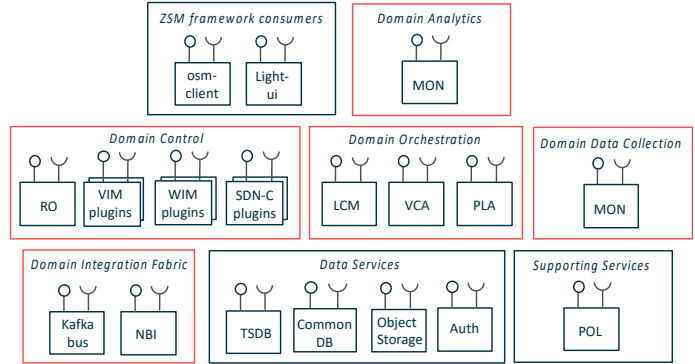 ZSM framework consumers
osm-
client
Light-
ui
Domain Analytics
MON
Domain Control
RO
VIM
plugins
WIM
plugins
SDN-C
plugins
Domain Orchestration
LCM
VCA
PLA
Domain Data Collection
MON
Domain Integration Fabric
Kafka
bus
NBI
Data Services
TSDB
Common
DB
Object
Storage
Auth
Supporting Services
POL